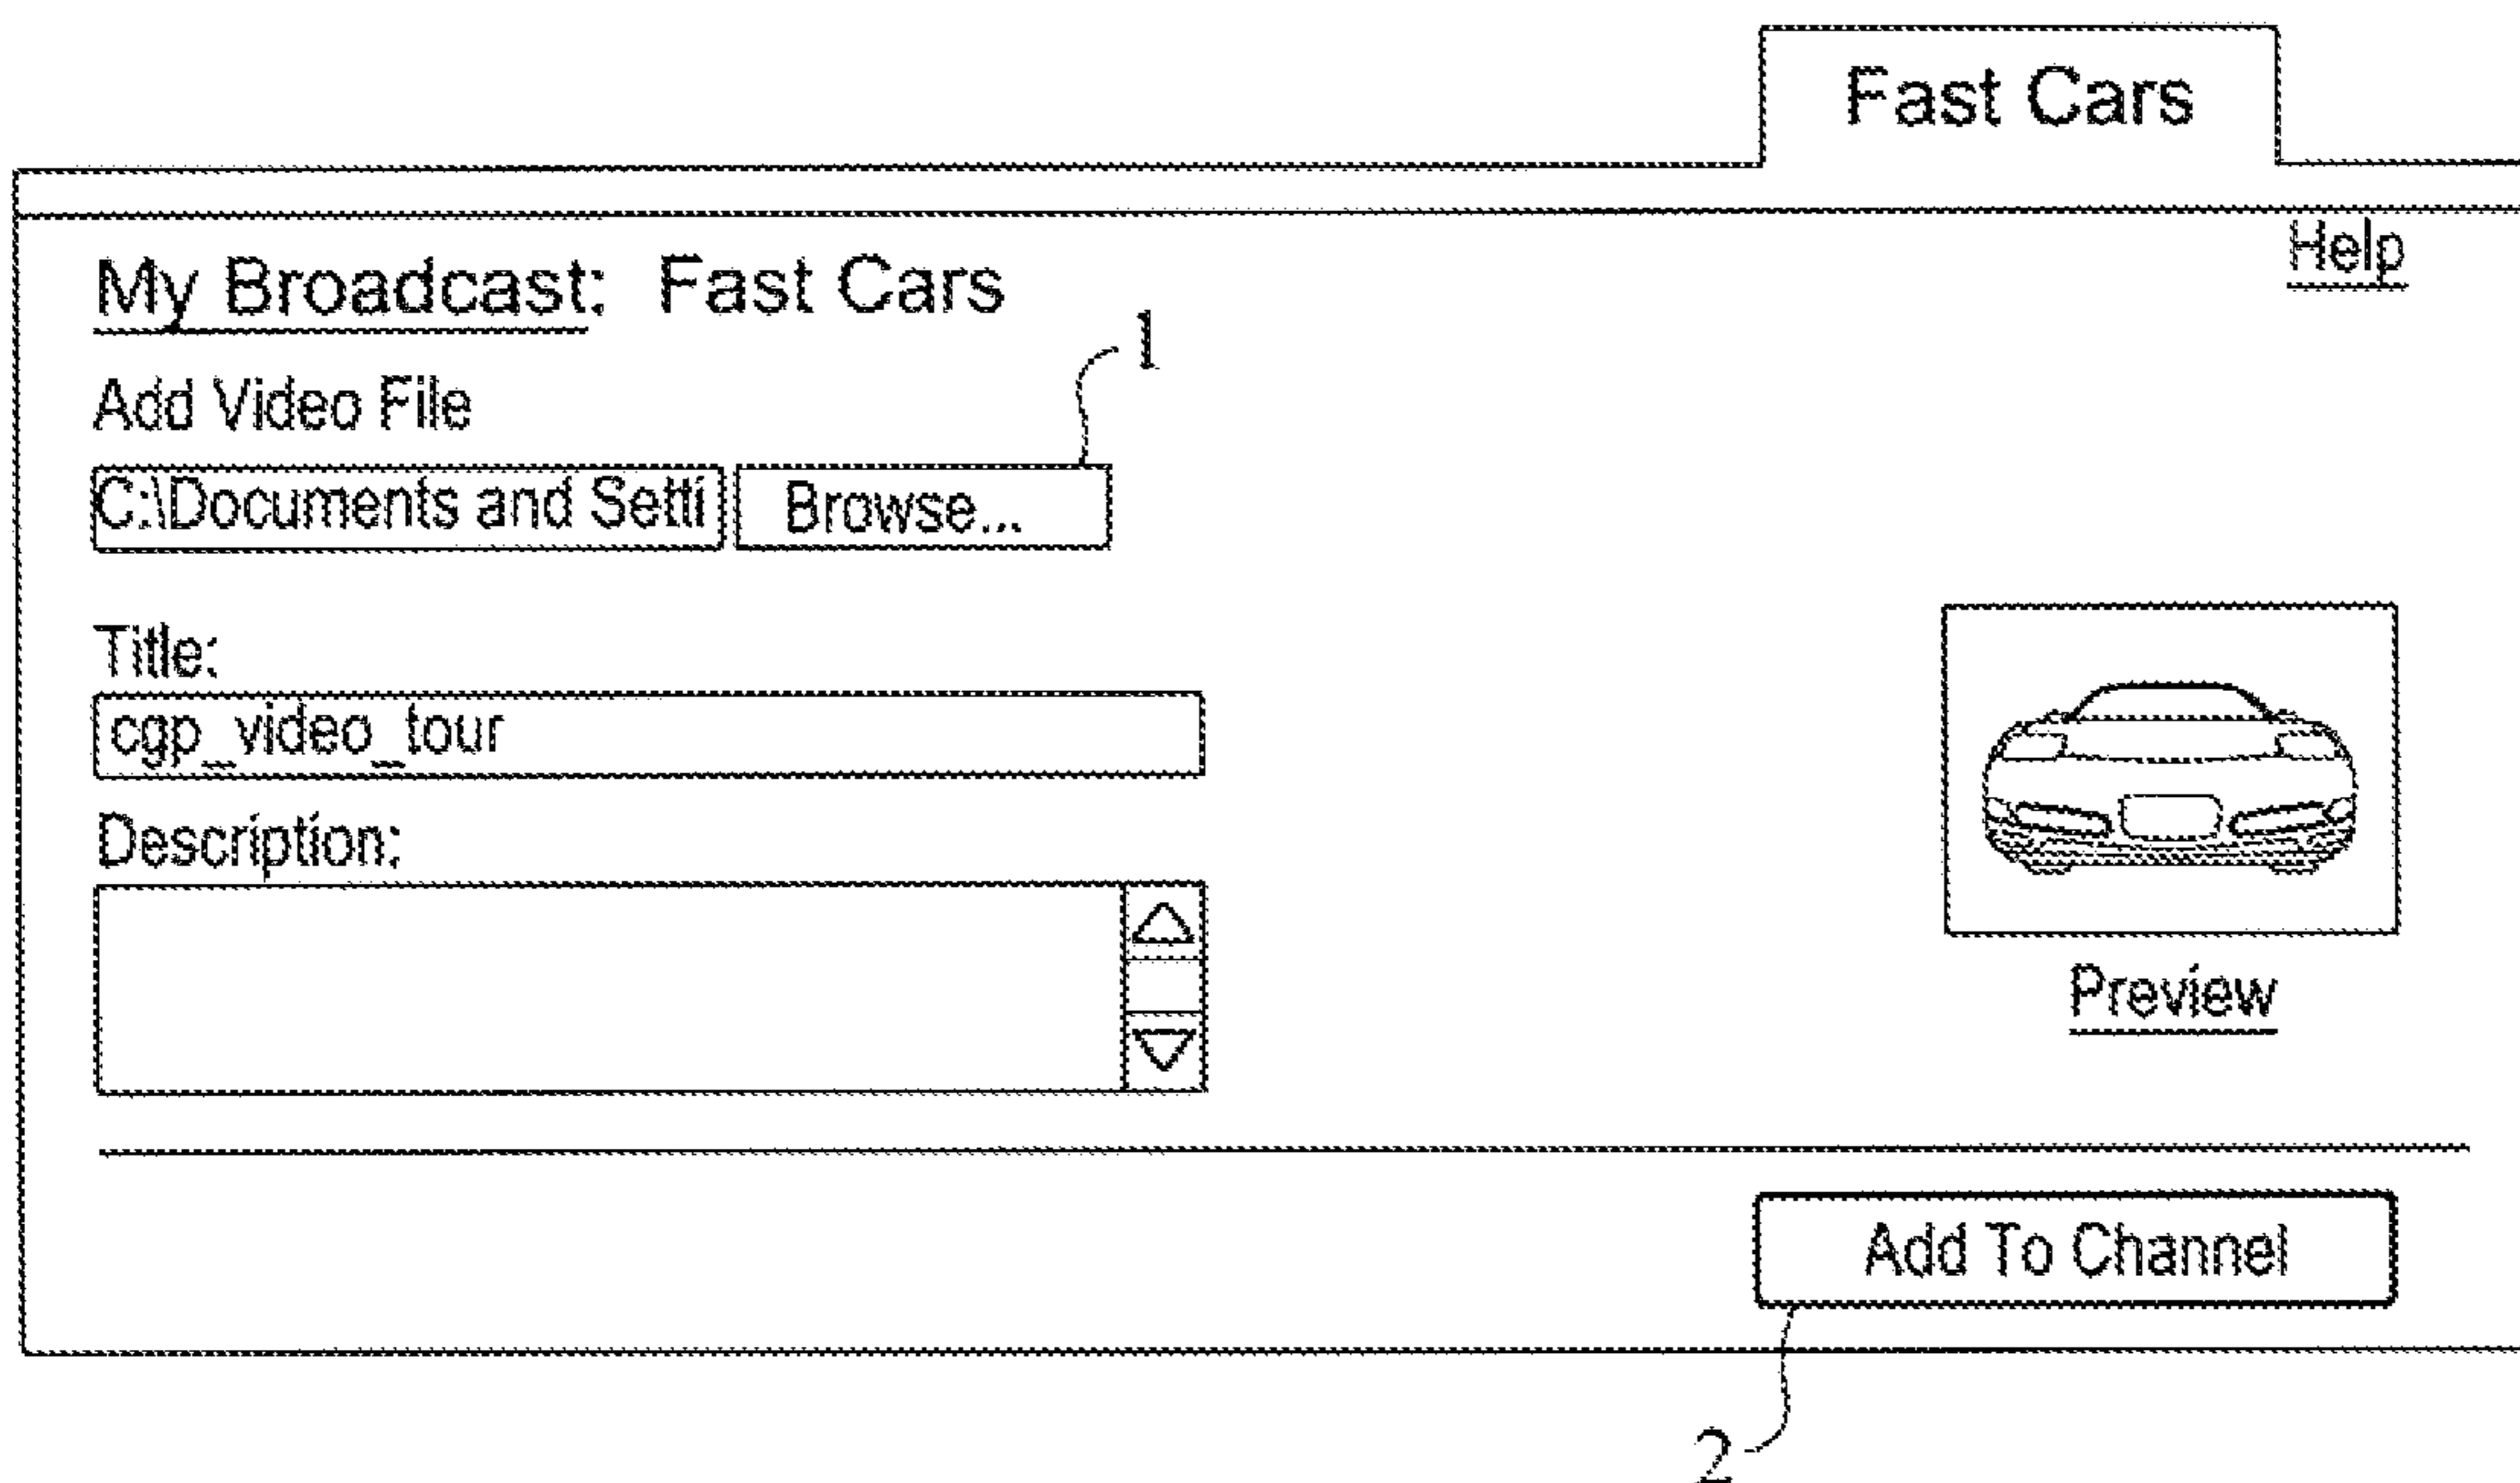 Fast Cars
Help
My Broadcast: Fast Cars
1
Add Video File
C:\Documents and Setti Browse...
Title:
cgp_video_tour
Description:
Preview
Add To Channel
2